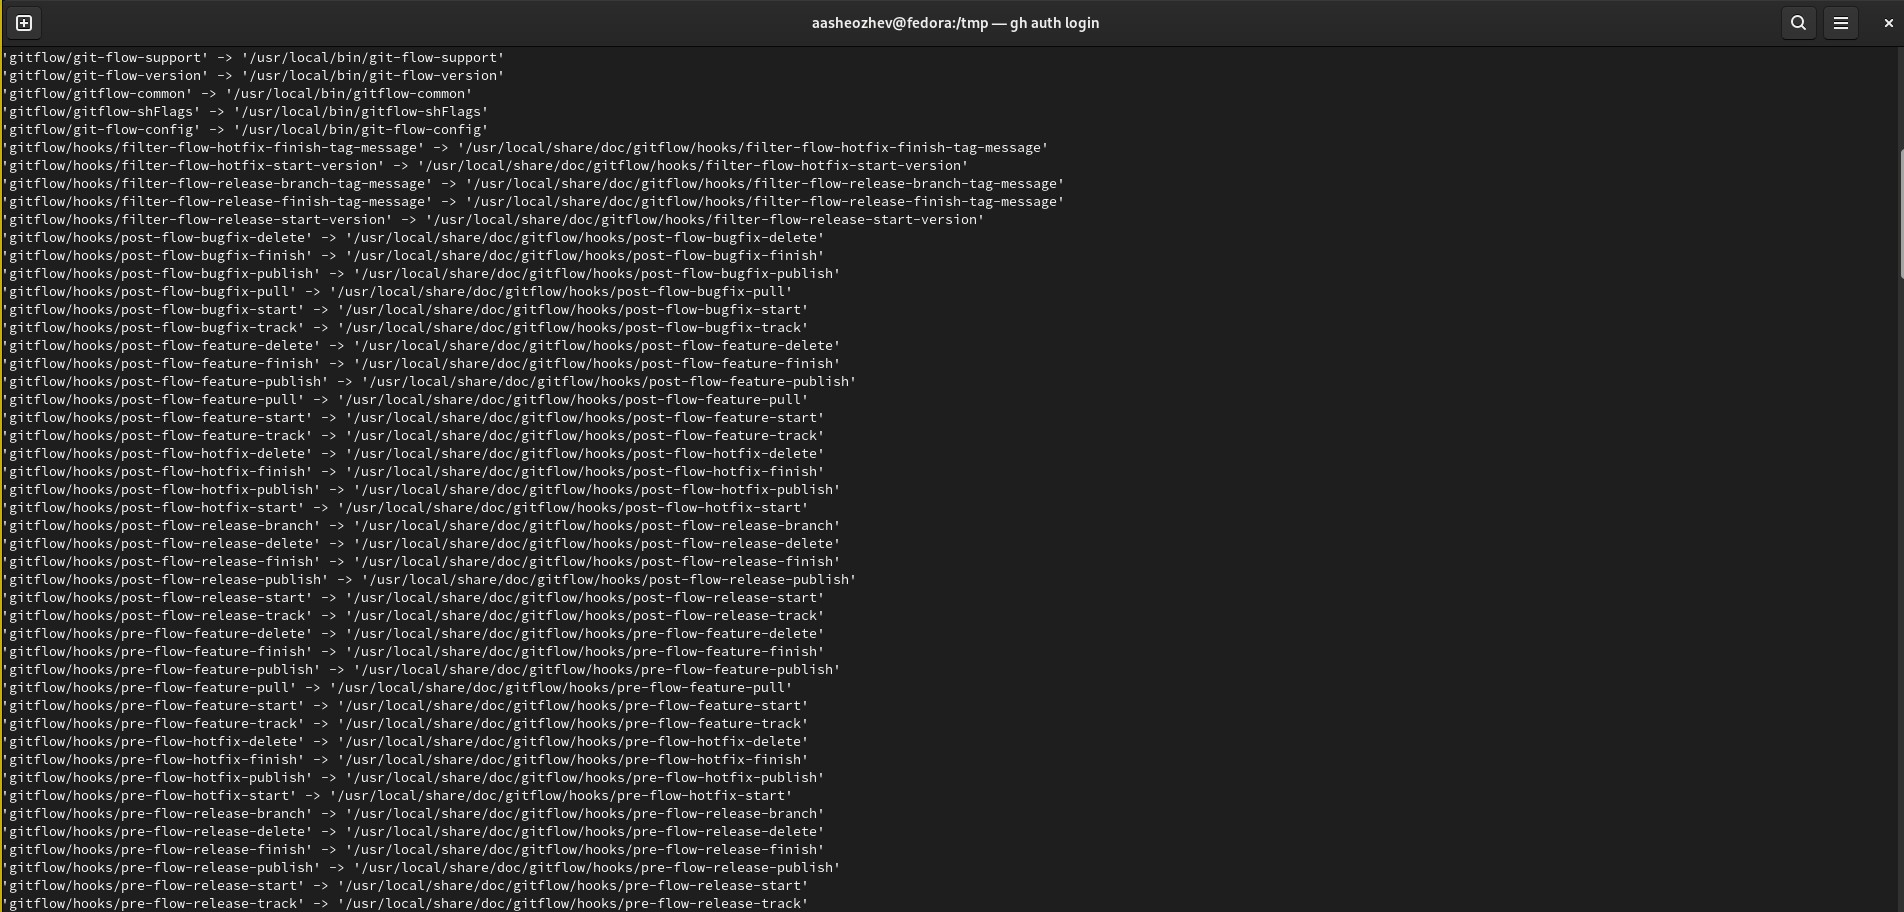 aasheozhev@fedora:/tmp — gh auth login
'gitflow/git-flow-support' -> '/usr/local/bin/git-flow-support'
'gitflow/git-flow-version' -> '/usr/local/bin/git-flow-version'
'gitflow/gitflow-common' -> '/usr/local/bin/gitflow-common'
'gitflow/gitflow-shFlags' -> '/usr/local/bin/gitflow-shFlags'
'gitflow/git-flow-config' -> '/usr/local/bin/git-flow-config'
'gitflow/hooks/filter-flow-hotfix-finish-tag-message' -> '/usr/local/share/doc/gitflow/hooks/filter-flow-hotfix-finish-tag-message'
'gitflow/hooks/filter-flow-hotfix-start-version' -> '/usr/local/share/doc/gitflow/hooks/filter-flow-hotfix-start-version'
'gitflow/hooks/filter-flow-release-branch-tag-message' -> '/usr/local/share/doc/gitflow/hooks/filter-flow-release-branch-tag-message'
'gitflow/hooks/filter-flow-release-finish-tag-message' -> '/usr/local/share/doc/gitflow/hooks/filter-flow-release-finish-tag-message'
'gitflow/hooks/filter-flow-release-start-version' -> '/usr/local/share/doc/gitflow/hooks/filter-flow-release-start-version'
'gitflow/hooks/post-flow-bugfix-delete' -> '/usr/local/share/doc/gitflow/hooks/post-flow-bugfix-delete'
'gitflow/hooks/post-flow-bugfix-finish' -> '/usr/local/share/doc/gitflow/hooks/post-flow-bugfix-finish'
'gitflow/hooks/post-flow-bugfix-publish' -> '/usr/local/share/doc/gitflow/hooks/post-flow-bugfix-publish'
'gitflow/hooks/post-flow-bugfix-pull' -> '/usr/local/share/doc/gitflow/hooks/post-flow-bugfix-pull'
'gitflow/hooks/post-flow-bugfix-start' -> '/usr/local/share/doc/gitflow/hooks/post-flow-bugfix-start'
'gitflow/hooks/post-flow-bugfix-track' -> '/usr/local/share/doc/gitflow/hooks/post-flow-bugfix-track'
'gitflow/hooks/post-flow-feature-delete' -> '/usr/local/share/doc/gitflow/hooks/post-flow-feature-delete'
'gitflow/hooks/post-flow-feature-finish' -> '/usr/local/share/doc/gitflow/hooks/post-flow-feature-finish'
'gitflow/hooks/post-flow-feature-publish' -> '/usr/local/share/doc/gitflow/hooks/post-flow-feature-publish'
'gitflow/hooks/post-flow-feature-pull' -> '/usr/local/share/doc/gitflow/hooks/post-flow-feature-pull'
'gitflow/hooks/post-flow-feature-start' -> '/usr/local/share/doc/gitflow/hooks/post-flow-feature-start'
'gitflow/hooks/post-flow-feature-track' -> '/usr/local/share/doc/gitflow/hooks/post-flow-feature-track'
'gitflow/hooks/post-flow-hotfix-delete' -> '/usr/local/share/doc/gitflow/hooks/post-flow-hotfix-delete'
'gitflow/hooks/post-flow-hotfix-finish' -> '/usr/local/share/doc/gitflow/hooks/post-flow-hotfix-finish'
'gitflow/hooks/post-flow-hotfix-publish' -> '/usr/local/share/doc/gitflow/hooks/post-flow-hotfix-publish'
'gitflow/hooks/post-flow-hotfix-start' -> '/usr/local/share/doc/gitflow/hooks/post-flow-hotfix-start'
'gitflow/hooks/post-flow-release-branch' -> '/usr/local/share/doc/gitflow/hooks/post-flow-release-branch'
'gitflow/hooks/post-flow-release-delete' -> '/usr/local/share/doc/gitflow/hooks/post-flow-release-delete'
'gitflow/hooks/post-flow-release-finish' -> '/usr/local/share/doc/gitflow/hooks/post-flow-release-finish'
'gitflow/hooks/post-flow-release-publish' -> '/usr/local/share/doc/gitflow/hooks/post-flow-release-publish'
'gitflow/hooks/post-flow-release-start' -> '/usr/local/share/doc/gitflow/hooks/post-flow-release-start'
'gitflow/hooks/post-flow-release-track' -> '/usr/local/share/doc/gitflow/hooks/post-flow-release-track'
'gitflow/hooks/pre-flow-feature-delete' -> '/usr/local/share/doc/gitflow/hooks/pre-flow-feature-delete'
'gitflow/hooks/pre-flow-feature-finish' -> '/usr/local/share/doc/gitflow/hooks/pre-flow-feature-finish'
'gitflow/hooks/pre-flow-feature-publish' -> '/usr/local/share/doc/gitflow/hooks/pre-flow-feature-publish'
'gitflow/hooks/pre-flow-feature-pull' -> '/usr/local/share/doc/gitflow/hooks/pre-flow-feature-pull'
'gitflow/hooks/pre-flow-feature-start' -> '/usr/local/share/doc/gitflow/hooks/pre-flow-feature-start'
'gitflow/hooks/pre-flow-feature-track' -> '/usr/local/share/doc/gitflow/hooks/pre-flow-feature-track'
'gitflow/hooks/pre-flow-hotfix-delete' -> '/usr/local/share/doc/gitflow/hooks/pre-flow-hotfix-delete'
'gitflow/hooks/pre-flow-hotfix-finish' -> '/usr/local/share/doc/gitflow/hooks/pre-flow-hotfix-finish'
'gitflow/hooks/pre-flow-hotfix-publish' -> '/usr/local/share/doc/gitflow/hooks/pre-flow-hotfix-publish'
'gitflow/hooks/pre-flow-hotfix-start' -> '/usr/local/share/doc/gitflow/hooks/pre-flow-hotfix-start'
'gitflow/hooks/pre-flow-release-branch' -> '/usr/local/share/doc/gitflow/hooks/pre-flow-release-branch'
'gitflow/hooks/pre-flow-release-delete' -> '/usr/local/share/doc/gitflow/hooks/pre-flow-release-delete'
'gitflow/hooks/pre-flow-release-finish' -> '/usr/local/share/doc/gitflow/hooks/pre-flow-release-finish'
'gitflow/hooks/pre-flow-release-publish' -> '/usr/local/share/doc/gitflow/hooks/pre-flow-release-publish'
'gitflow/hooks/pre-flow-release-start' -> '/usr/local/share/doc/gitflow/hooks/pre-flow-release-start'
'gitflow/hooks/pre-flow-release-track' -> '/usr/local/share/doc/gitflow/hooks/pre-flow-release-track'